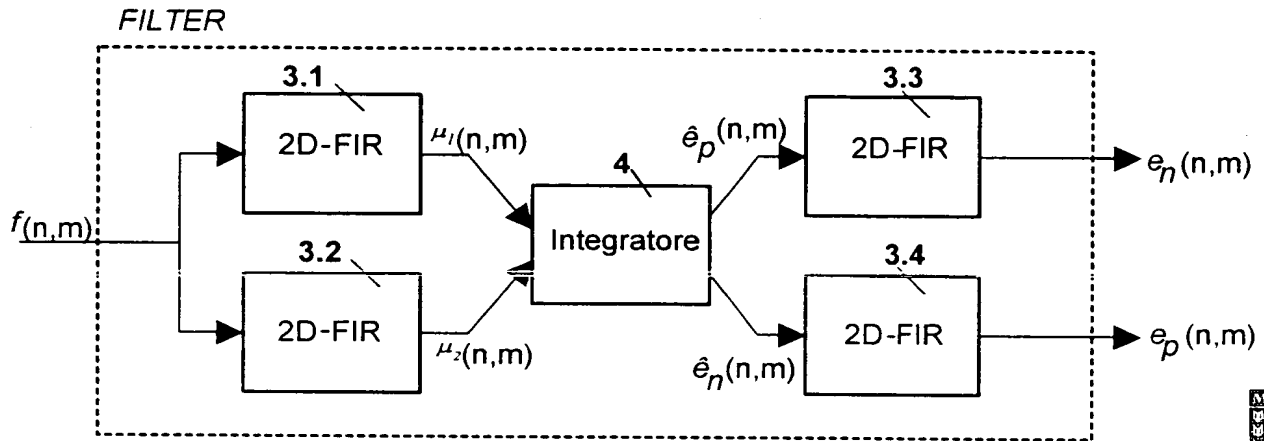 FILTER
3.1
2D-FIR
μ1(n,m)
3.3
2D-FIR
êp(n,m)
en(n,m)
4
Integratore
f(n,m)
3.2
2D-FIR
μ2(n,m)
3.4
2D-FIR
ên(n,m)
ep(n,m)